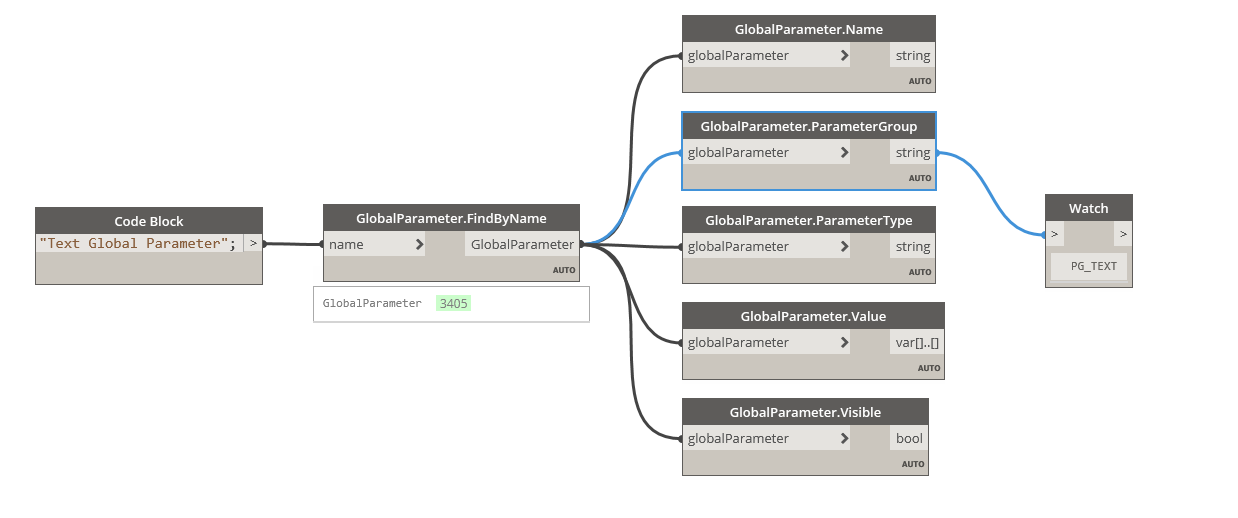 Code Block
"Text Global Parameter"; >
GlobalParameter.FindByName
name > GlobalParameter
AUTO
GlobalParameter 3405
GlobalParameter.Name
globalParameter > string
AUTO
GlobalParameter.ParameterGroup
globalParameter > string
AUTO
GlobalParameter.ParameterType
globalParameter > string
AUTO
GlobalParameter.Value
globalParameter > var[]..[]
AUTO
GlobalParameter.Visible
globalParameter > bool
AUTO
Watch
> >
PG_TEXT